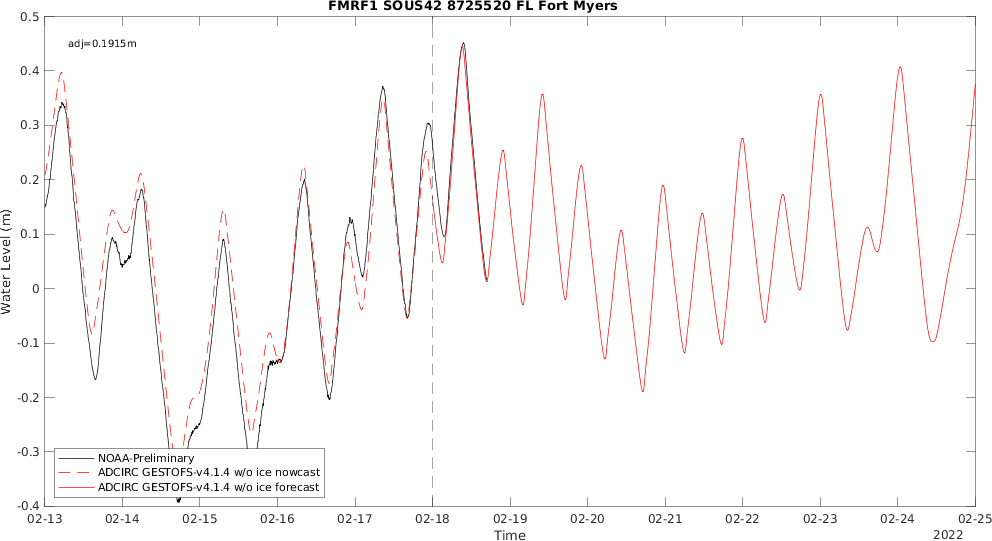 FMRF1 SOUS42 8725520 FL Fort Myers
adj=0.1915m
0.5
0.4
0.3
0.2
0.1
0
-0.1
-0.2
-0.3
-0.4
Water Level (m)
NOAA-Preliminary
ADCIRC GESTOFS-v4.1.4 w/o ice nowcast
ADCIRC GESTOFS-v4.1.4 w/o ice forecast
02-13 02-14 02-15 02-16 02-17 02-18 02-19 02-20 02-21 02-22 02-23 02-24 02-25
Time
2022